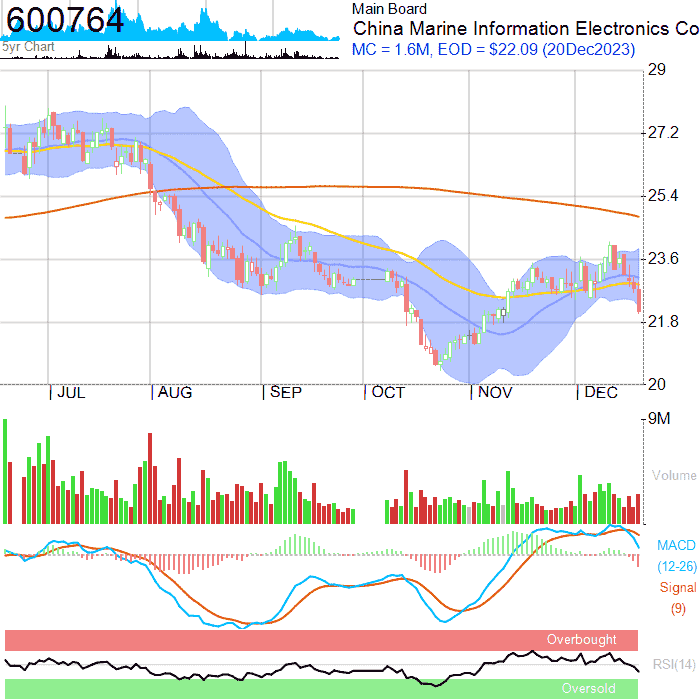 600764
Main Board
China Marine Information Electronics Co
MC = 1.6M, EOD = $22.09 (20Dec2023)
5yr Chart
29
27.2
25.4
23.6
21.8
20
JUL AUG SEP OCT NOV DEC
9M
Volume
MACD
(12-26)
Signal
(9)
Overbought
RSI(14)
Oversold